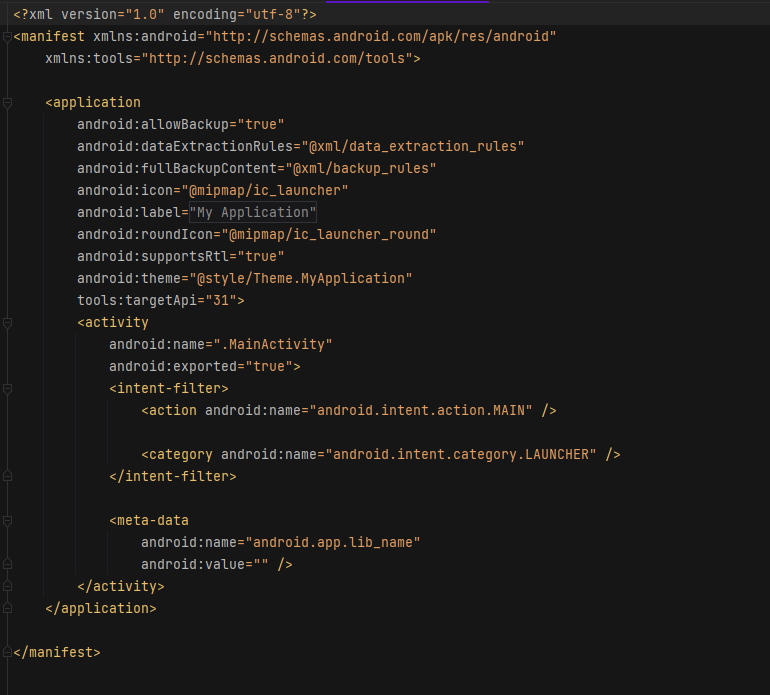 <?xml version="1.0" encoding="utf-8"?>
<manifest xmlns:android="http://schemas.android.com/apk/res/android"
    xmlns:tools="http://schemas.android.com/tools">

    <application
        android:allowBackup="true"
        android:dataExtractionRules="@xml/data_extraction_rules"
        android:fullBackupContent="@xml/backup_rules"
        android:icon="@mipmap/ic_launcher"
        android:label="My Application"
        android:roundIcon="@mipmap/ic_launcher_round"
        android:supportsRtl="true"
        android:theme="@style/Theme.MyApplication"
        tools:targetApi="31">
        <activity
            android:name=".MainActivity"
            android:exported="true">
            <intent-filter>
                <action android:name="android.intent.action.MAIN" />

                <category android:name="android.intent.category.LAUNCHER" />
            </intent-filter>

            <meta-data
                android:name="android.app.lib_name"
                android:value="" />
        </activity>
    </application>

</manifest>